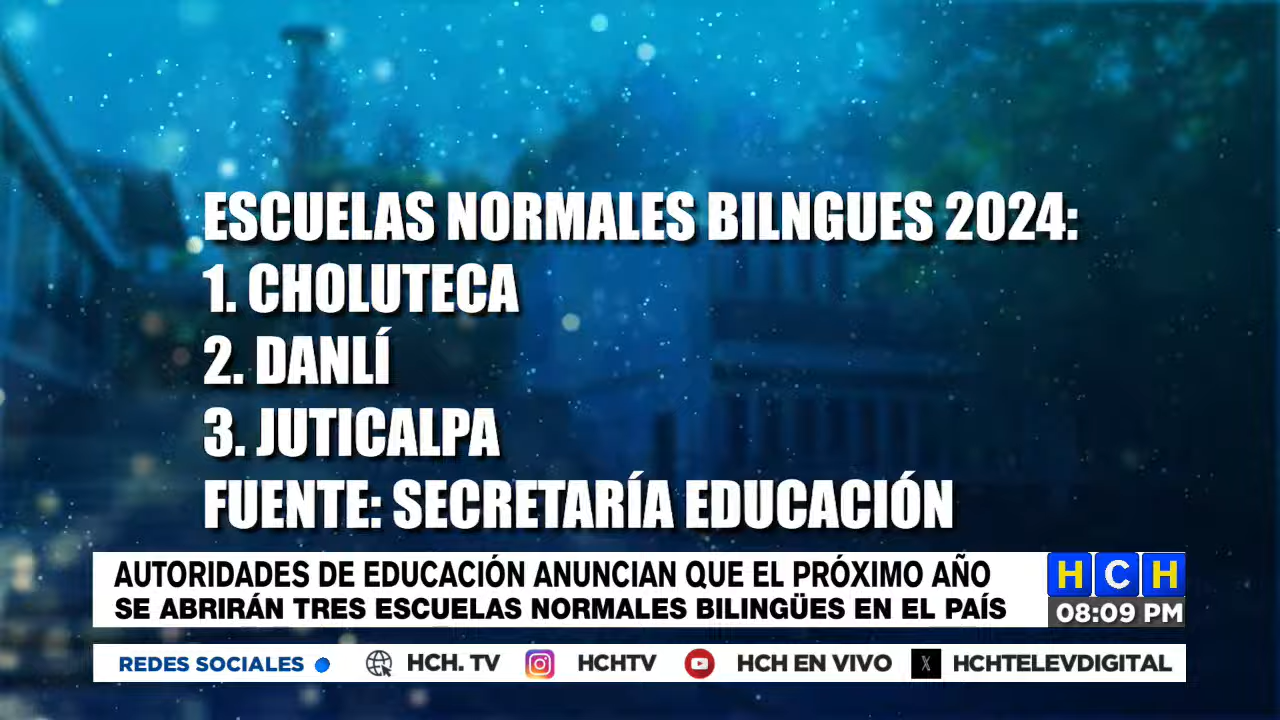 ESCUELAS NORMALES BILNGUES 2024:
1. CHOLUTECA
2. DANLÍ
3. JUTICALPA
FUENTE: SECRETARÍA EDUCACIÓN
AUTORIDADES DE EDUCACIÓN ANUNCIAN QUE EL PRÓXIMO AÑO
SE ABRIRÁN TRES ESCUELAS NORMALES BILINGÜES EN EL PAÍS
HCH
08:09 PM
REDES SOCIALES HCH. TV HCHTV HCH EN VIVO X HCHTELEVDIGITAL